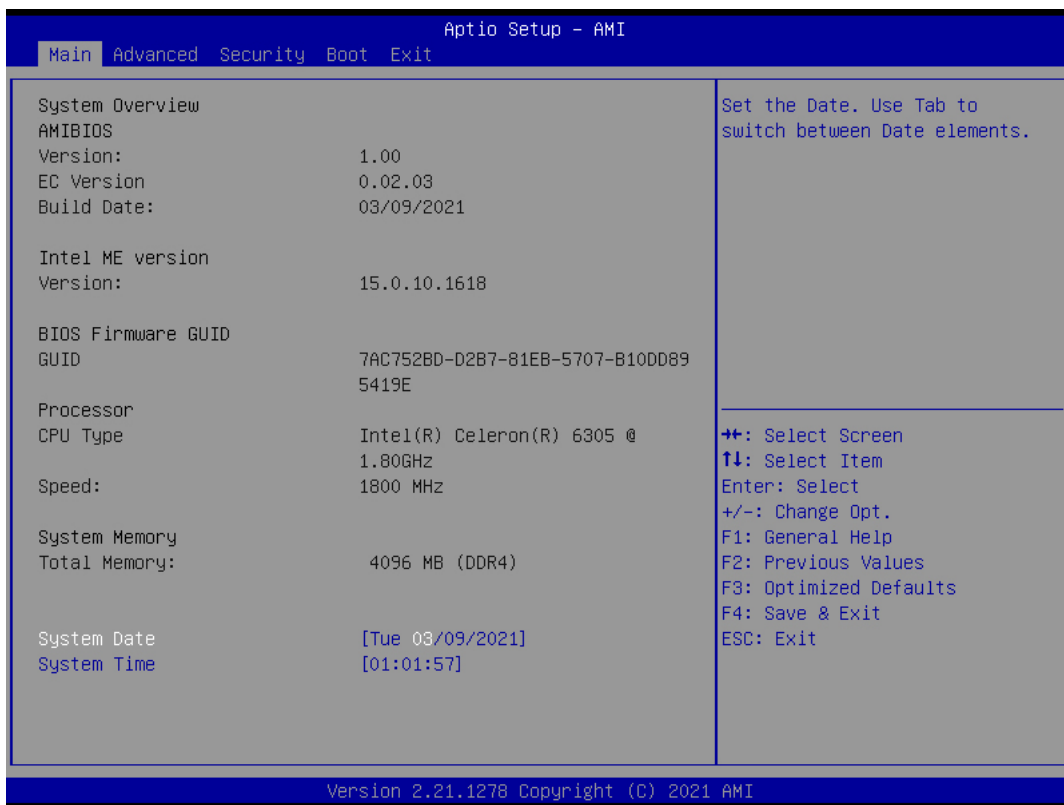 Aptio Setup – AMI
Main Advanced Security Boot Exit
System Overview
AMIBIOS
Version: 1.00
EC Version 0.02.03
Build Date: 03/09/2021
Intel ME version
Version: 15.0.10.1618
BIOS Firmware GUID
GUID 7AC752BD-D2B7-81EB-5707-B10DD89
5419E
Processor
CPU Type Intel(R) Celeron(R) 6305 @
1.80GHz
Speed: 1800 MHz
System Memory
Total Memory: 4096 MB (DDR4)
System Date [Tue 03/09/2021]
System Time [01:01:57]
Set the Date. Use Tab to
switch between Date elements.
→←: Select Screen
↑↓: Select Item
Enter: Select
+/-: Change Opt.
F1: General Help
F2: Previous Values
F3: Optimized Defaults
F4: Save & Exit
ESC: Exit
Version 2.21.1278 Copyright (C) 2021 AMI